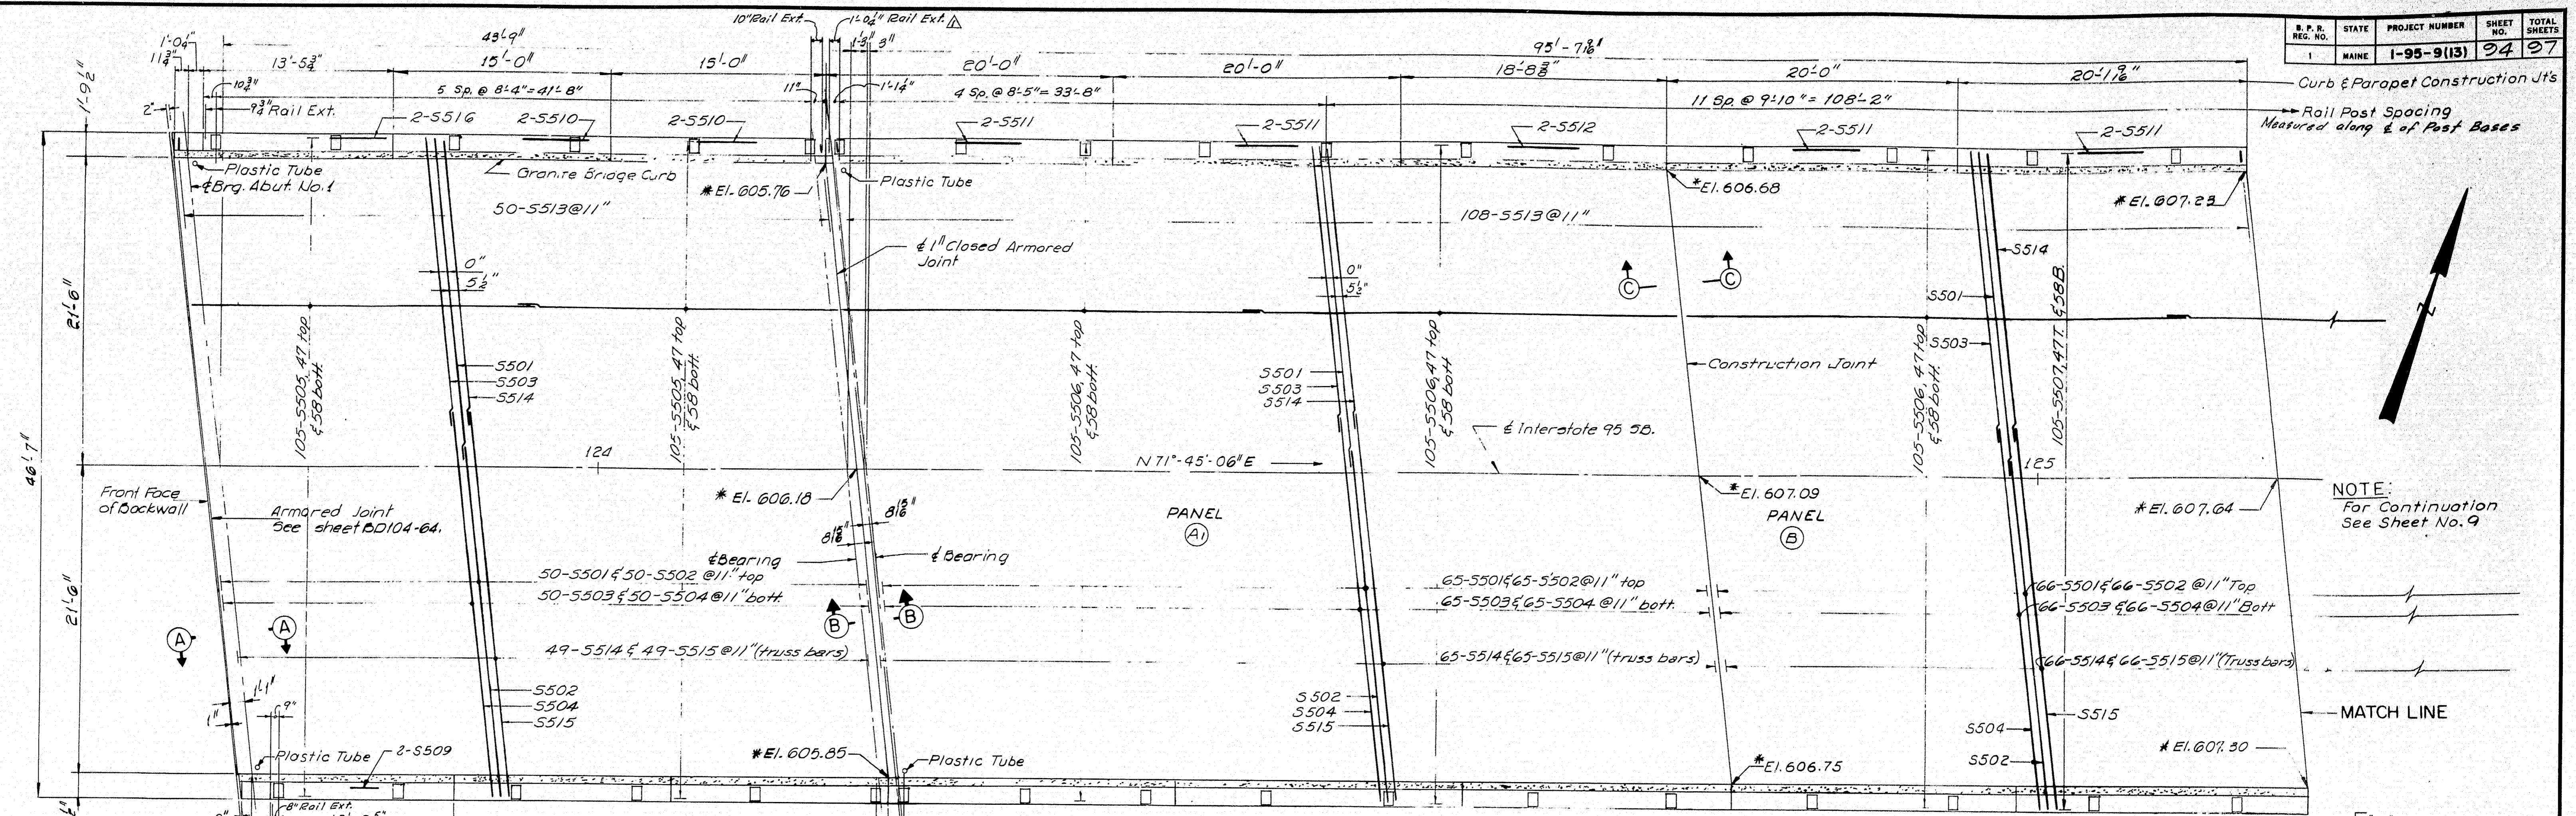 B. P. R. REG. NO.
STATE
PROJECT NUMBER
SHEET NO.
TOTAL SHEETS
1
MAINE
I-95-9(13)
94
97
10" Rail Ext.
1'-0¼" Rail Ext.
1'-3" 3"
1'-0¼"
11¾"
43'-9"
95'-7 9/16"
13'-5¾"
15'-0"
15'-0"
20'-0"
20'-0"
18'-8⅜"
20'-0"
20'-1 9/16"
Curb & Parapet Construction Jt's
1'-9½"
10¾"
5 Sp. @ 8'-4" = 41'-8"
11"
1'-1¼"
4 Sp. @ 8'-5" = 33'-8"
11 Sp. @ 9'-10" = 108'-2"
2"
9¾" Rail Ext.
Rail Post Spacing
Measured along ℄ of Post Bases
2-S516
2-S510
2-S510
2-S511
2-S511
2-S512
2-S511
2-S511
Plastic Tube
℄ Brg. Abut. No. 1
Granite Bridge Curb
*El. 605.76
Plastic Tube
*El. 606.68
*El. 607.23
50-S513@11"
108-S513@11"
℄ 1" Closed Armored
Joint
C
C
S514
0"
5½"
0"
5½"
S501
S503
21'-6"
105-S505, 47 top
& 58 bott.
105-S505, 47 top
& 58 bott.
105-S506, 47 top
& 58 bott.
105-S506, 47 top
& 58 bott.
105-S506, 47 top
& 58 bott.
105-S507, 47 T. & 58 B.
N
S501
S503
S514
S501
S503
S514
Construction Joint
℄ Interstate 95 SB.
124
N 71°-45'-06" E
125
46'-7"
Front Face
of Backwall
Armored Joint
See sheet BD104-64.
*El. 606.18
*El. 607.09
*El. 607.64
NOTE:
For Continuation
See Sheet No. 9
PANEL
A1
PANEL
B
8 15/16"
8 15/16"
℄ Bearing
℄ Bearing
50-S501 & 50-S502 @11" top
50-S503 & 50-S504 @11" bott.
65-S501 & 65-S502 @11" top
65-S503 & 65-S504 @11" bott.
66-S501 & 66-S502 @11" Top
66-S503 & 66-S504 @11" Bott
21'-6"
A
A
B
B
49-S514 & 49-S515 @11" (truss bars)
65-S514 & 65-S515 @11" (truss bars)
66-S514 & 66-S515 @11" (Truss bars)
1'-1"
1"
9"
S502
S504
S515
S502
S504
S515
S515
S504
S502
MATCH LINE
Plastic Tube
2-S509
*El. 605.85
Plastic Tube
*El. 606.75
*El. 607.30
8" Rail Ext.